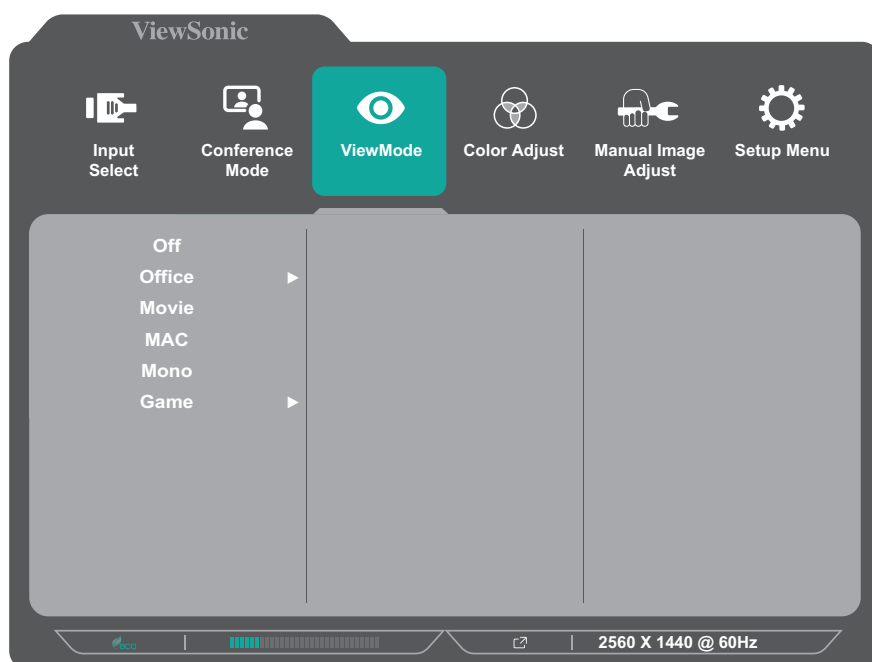 ViewSonic
Input
Select
Conference
Mode
ViewMode
Color Adjust
Manual Image
Adjust
Setup Menu
Off
Office
Movie
MAC
Mono
Game
eco
2560 X 1440 @ 60Hz